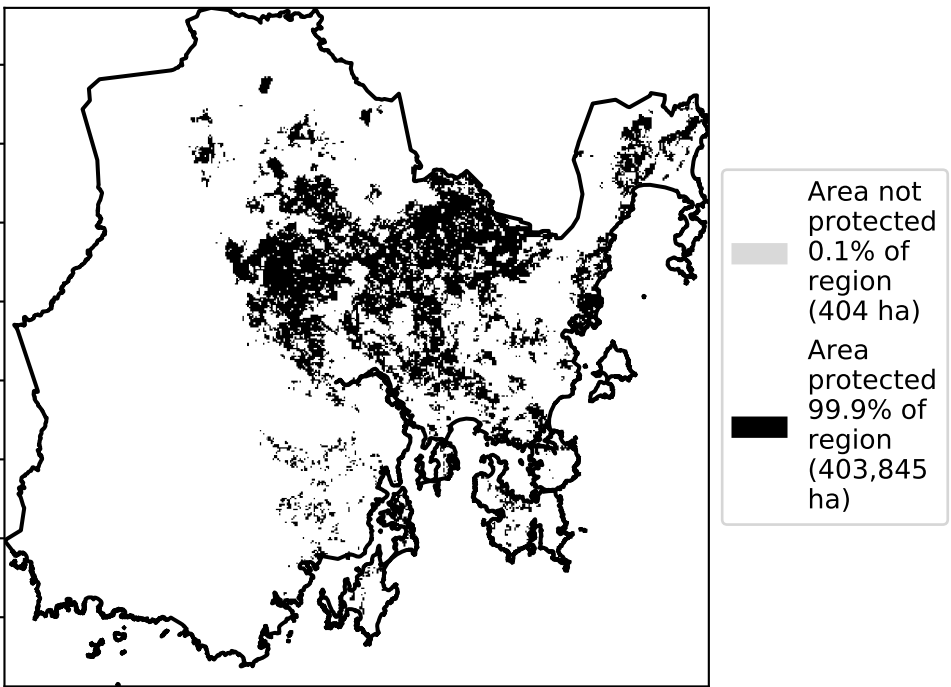 Area not
protected
0.1% of
region
(404 ha)
Area
protected
99.9% of
region
(403,845
ha)